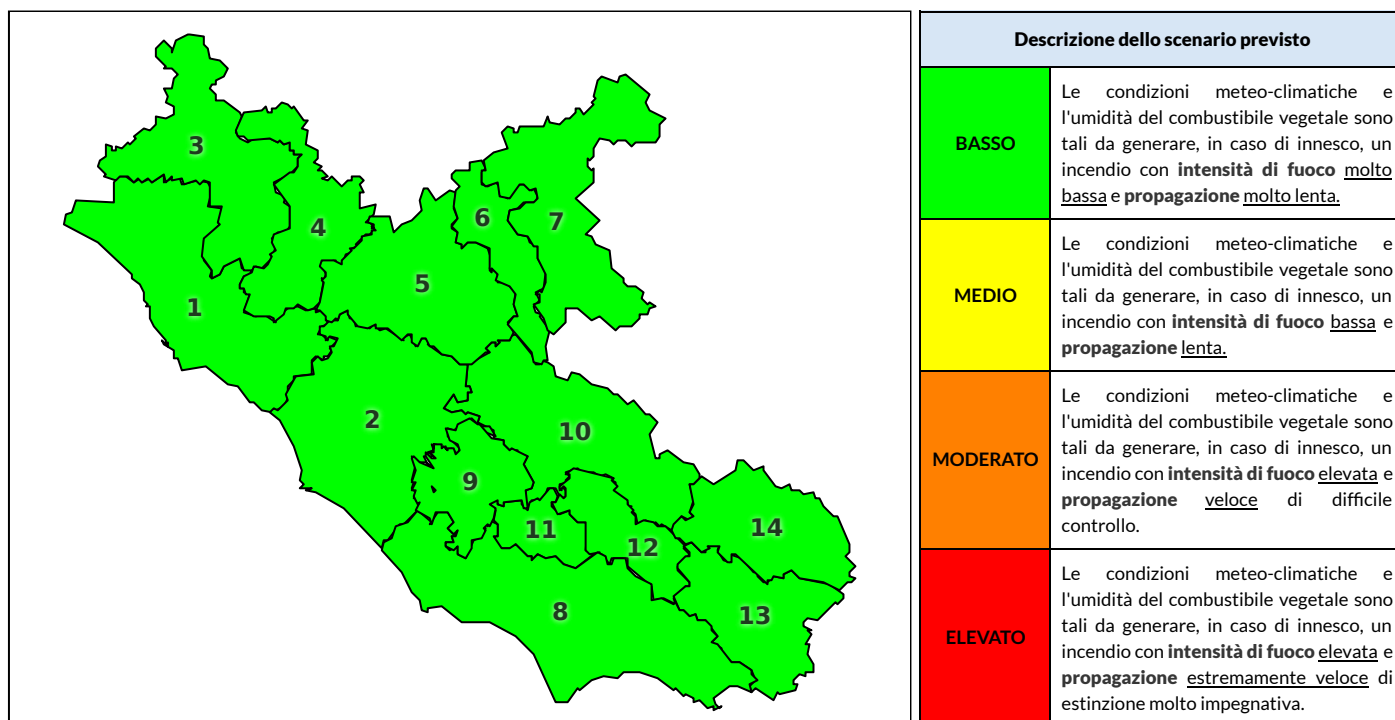 3
4
6
7
5
1
2
10
9
11
12
14
8
13
Descrizione dello scenario previsto
BASSO
Le condizioni meteo-climatiche e
l'umidità del combustibile vegetale sono
tali da generare, in caso di innesco, un
incendio con intensità di fuoco molto
bassa e propagazione molto lenta.
MEDIO
Le condizioni meteo-climatiche e
l'umidità del combustibile vegetale sono
tali da generare, in caso di innesco, un
incendio con intensità di fuoco bassa e
propagazione lenta.
MODERATO
Le condizioni meteo-climatiche e
l'umidità del combustibile vegetale sono
tali da generare, in caso di innesco, un
incendio con intensità di fuoco elevata e
propagazione veloce di difficile
controllo.
ELEVATO
Le condizioni meteo-climatiche e
l'umidità del combustibile vegetale sono
tali da generare, in caso di innesco, un
incendio con intensità di fuoco elevata e
propagazione estremamente veloce di
estinzione molto impegnativa.